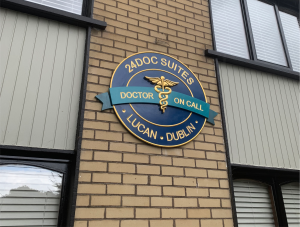 24DOC SUITES
DOCTOR ON CALL
LUCAN • DUBLIN